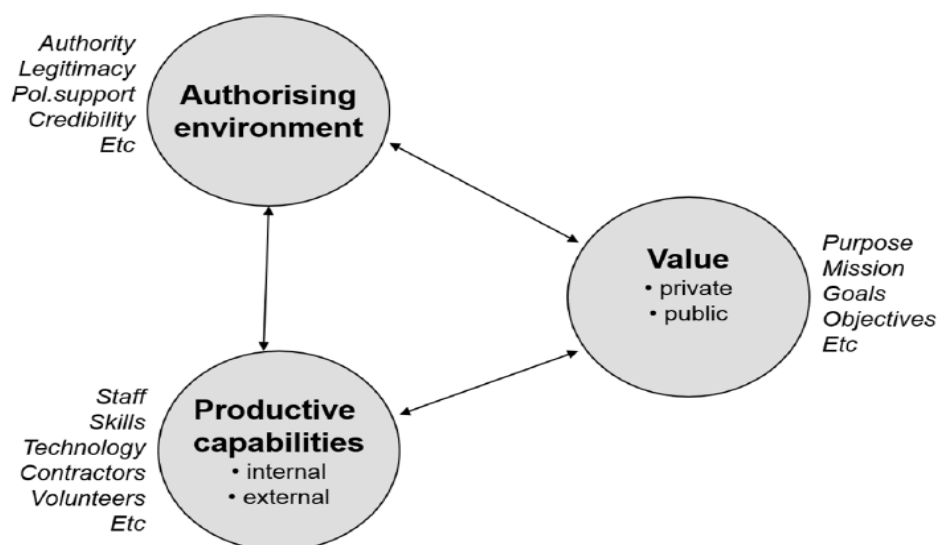 Authority
Legitimacy
Pol.support
Credibility
Etc
Authorising
environment
Value
• private
• public
Purpose
Mission
Goals
Objectives
Etc
Staff
Skills
Technology
Contractors
Volunteers
Etc
Productive
capabilities
• internal
• external